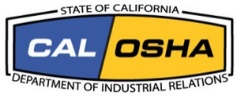 STATE OF CALIFORNIA
CAL OSHA
DEPARTMENT OF INDUSTRIAL RELATIONS